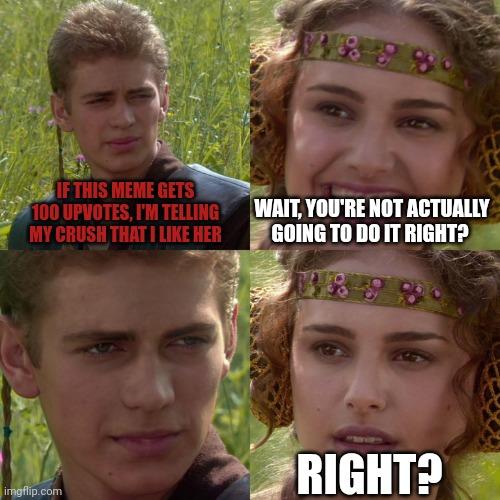 IF THIS MEME GETS
100 UPVOTES, I'M TELLING
MY CRUSH THAT I LIKE HER
WAIT, YOU'RE NOT ACTUALLY
GOING TO DO IT RIGHT?
RIGHT?
imgflip.com